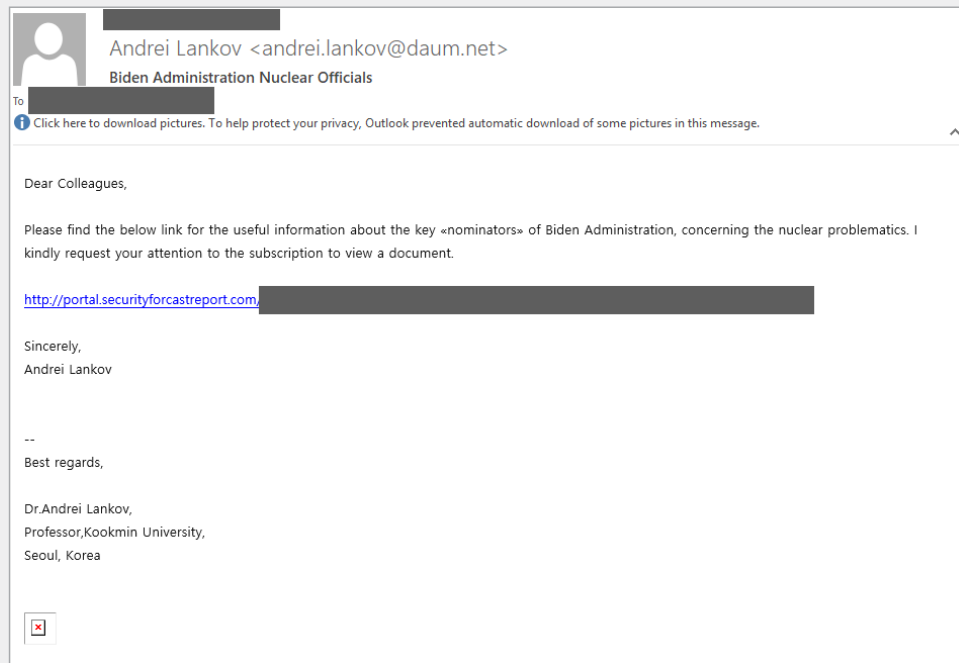 Andrei Lankov <andrei.lankov@daum.net>
Biden Administration Nuclear Officials
To
Click here to download pictures. To help protect your privacy, Outlook prevented automatic download of some pictures in this message.
Dear Colleagues,
Please find the below link for the useful information about the key «nominators» of Biden Administration, concerning the nuclear problematics. I
kindly request your attention to the subscription to view a document.
http://portal.securityforcastreport.com/
Sincerely,
Andrei Lankov
--
Best regards,
Dr.Andrei Lankov,
Professor,Kookmin University,
Seoul, Korea